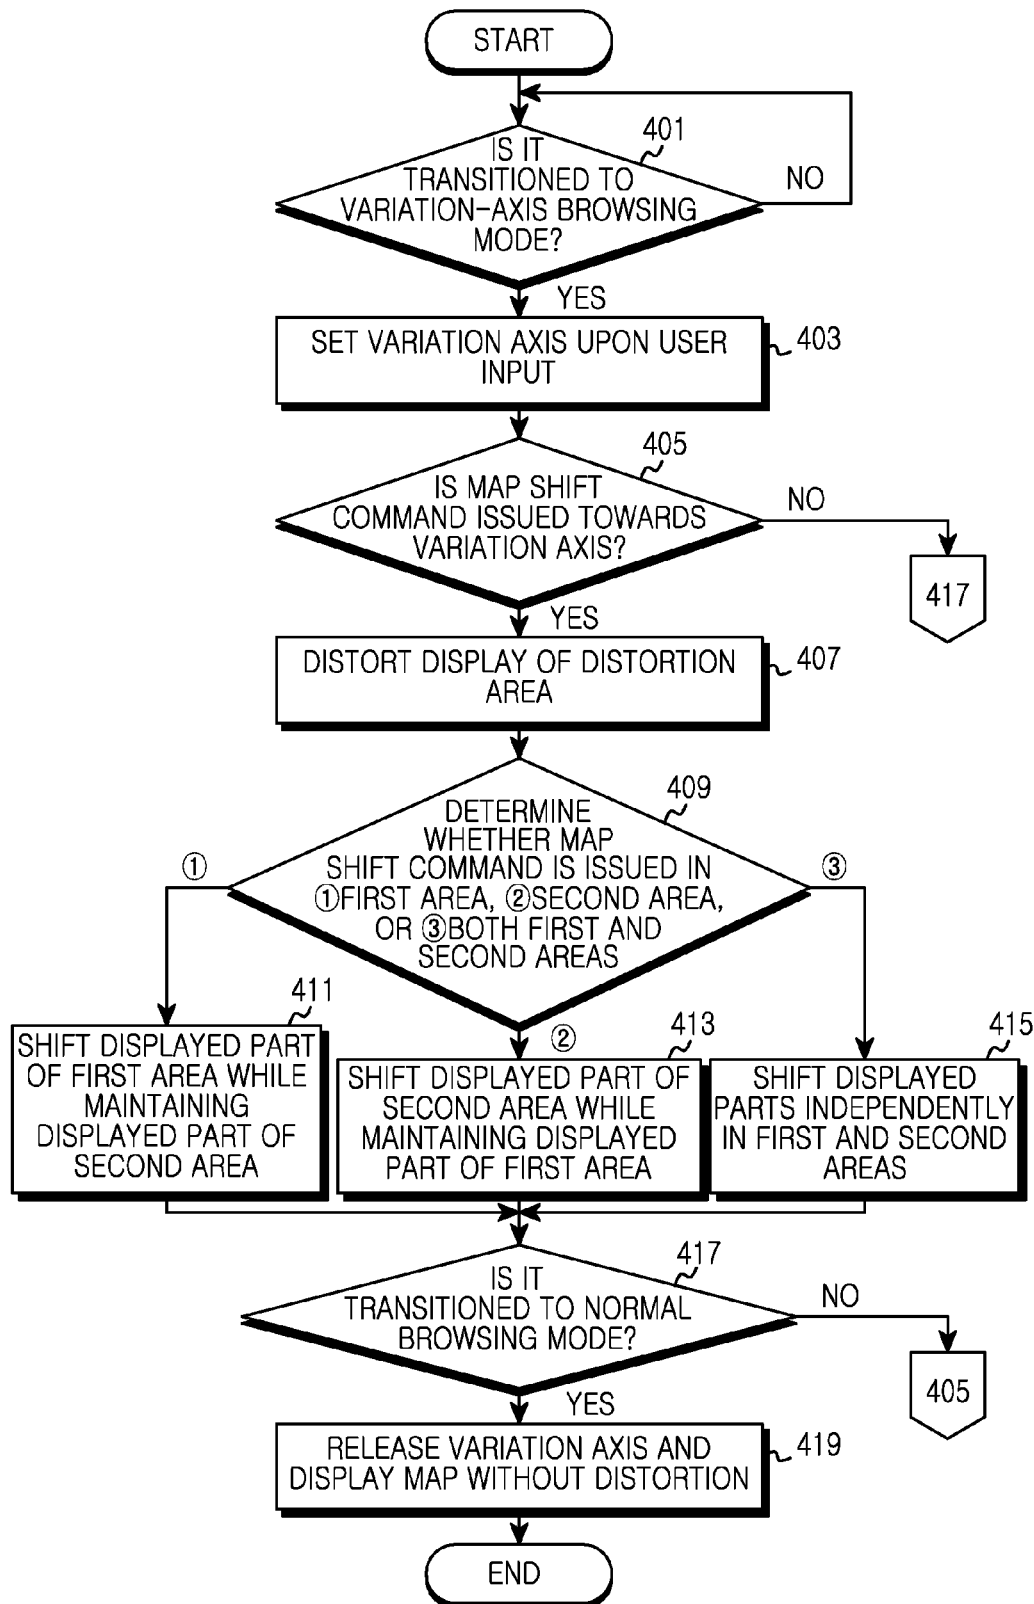 START
401
IS IT
TRANSITIONED TO
VARIATION-AXIS BROWSING
MODE?
NO
YES
SET VARIATION AXIS UPON USER
INPUT
403
405
IS MAP SHIFT
COMMAND ISSUED TOWARDS
VARIATION AXIS?
NO
417
YES
DISTORT DISPLAY OF DISTORTION
AREA
407
409
DETERMINE
WHETHER MAP
SHIFT COMMAND IS ISSUED IN
①FIRST AREA, ②SECOND AREA,
OR ③BOTH FIRST AND
SECOND AREAS
①
③
②
411
SHIFT DISPLAYED PART
OF FIRST AREA WHILE
MAINTAINING
DISPLAYED PART OF
SECOND AREA
413
SHIFT DISPLAYED PART OF
SECOND AREA WHILE
MAINTAINING DISPLAYED
PART OF FIRST AREA
415
SHIFT DISPLAYED
PARTS INDEPENDENTLY
IN FIRST AND SECOND
AREAS
417
IS IT
TRANSITIONED TO NORMAL
BROWSING MODE?
NO
405
YES
RELEASE VARIATION AXIS AND
DISPLAY MAP WITHOUT DISTORTION
419
END